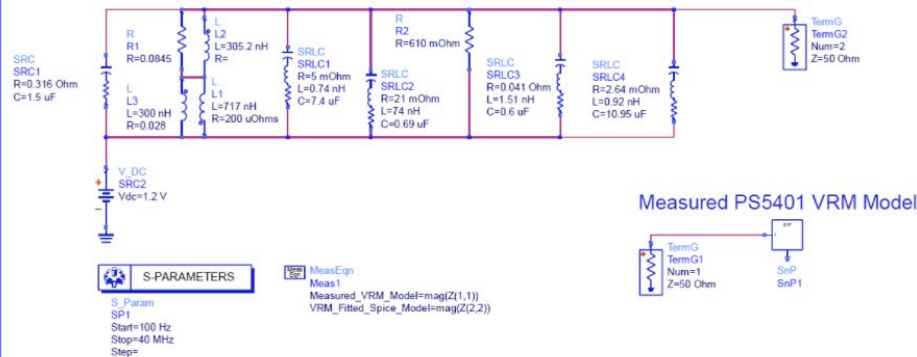 SRC
SRC1
R=0.316 Ohm
C=1.5 uF
R
R1
R=0.0845
L
L2
L=305.2 nH
R=
L
L3
L=300 nH
R=0.028
L
L1
L=717 nH
R=200 uOhms
SRLC
SRLC1
R=5 mOhm
L=0.74 nH
C=7.4 uF
SRLC
SRLC2
R=21 mOhm
L=74 nH
C=0.69 uF
R
R2
R=610 mOhm
SRLC
SRLC3
R=0.041 Ohm
L=1.51 nH
C=0.6 uF
SRLC
SRLC4
R=2.64 mOhm
L=0.92 nH
C=10.95 uF
TermG
TermG2
Num=2
Z=50 Ohm
V_DC
SRC2
Vdc=1.2 V
Measured PS5401 VRM Model
TermG
TermG1
Num=1
Z=50 Ohm
SnP
SnP1
S-PARAMETERS
S_Param
SP1
Start=100 Hz
Stop=40 MHz
Step=
Meas
Eqn
MeasEqn
Meas1
Measured_VRM_Model=mag(Z(1,1))
VRM_Fitted_Spice_Model=mag(Z(2,2))